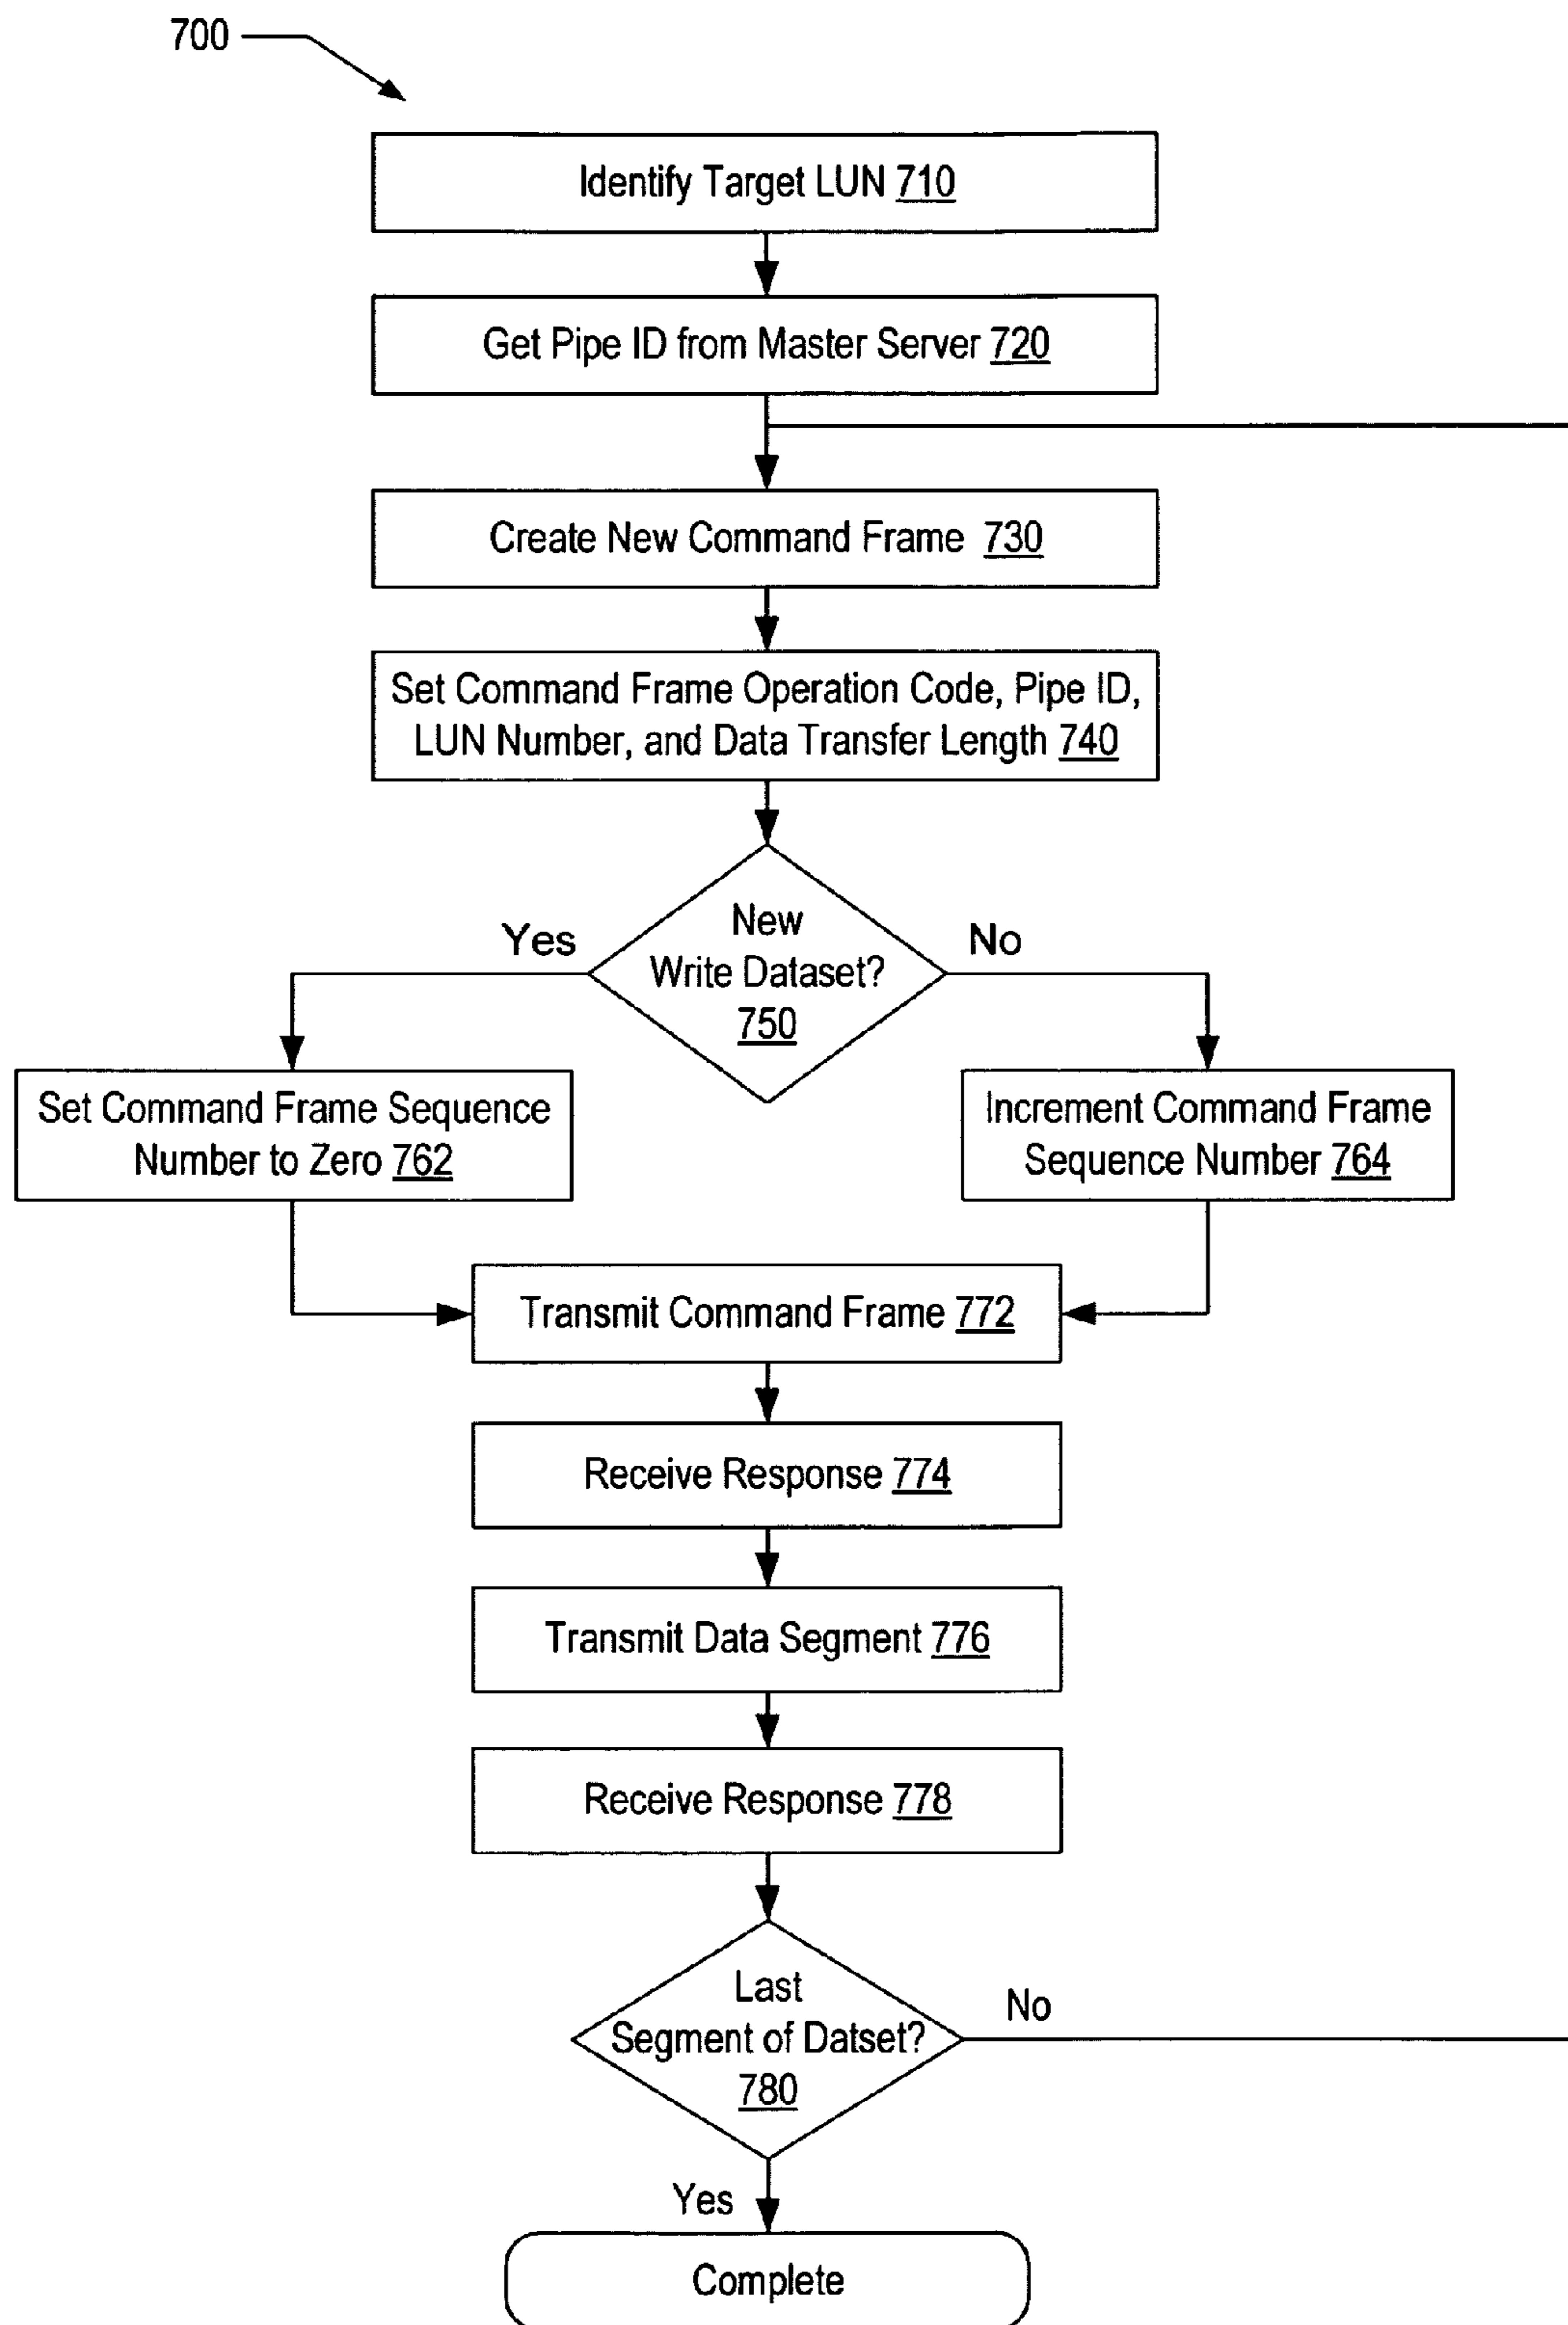 700
Identify Target LUN 710
Get Pipe ID from Master Server 720
Create New Command Frame 730
Set Command Frame Operation Code, Pipe ID,
LUN Number, and Data Transfer Length 740
New
Write Dataset?
750
Yes
No
Set Command Frame Sequence
Number to Zero 762
Increment Command Frame
Sequence Number 764
Transmit Command Frame 772
Receive Response 774
Transmit Data Segment 776
Receive Response 778
Last
Segment of Datset?
780
No
Yes
Complete